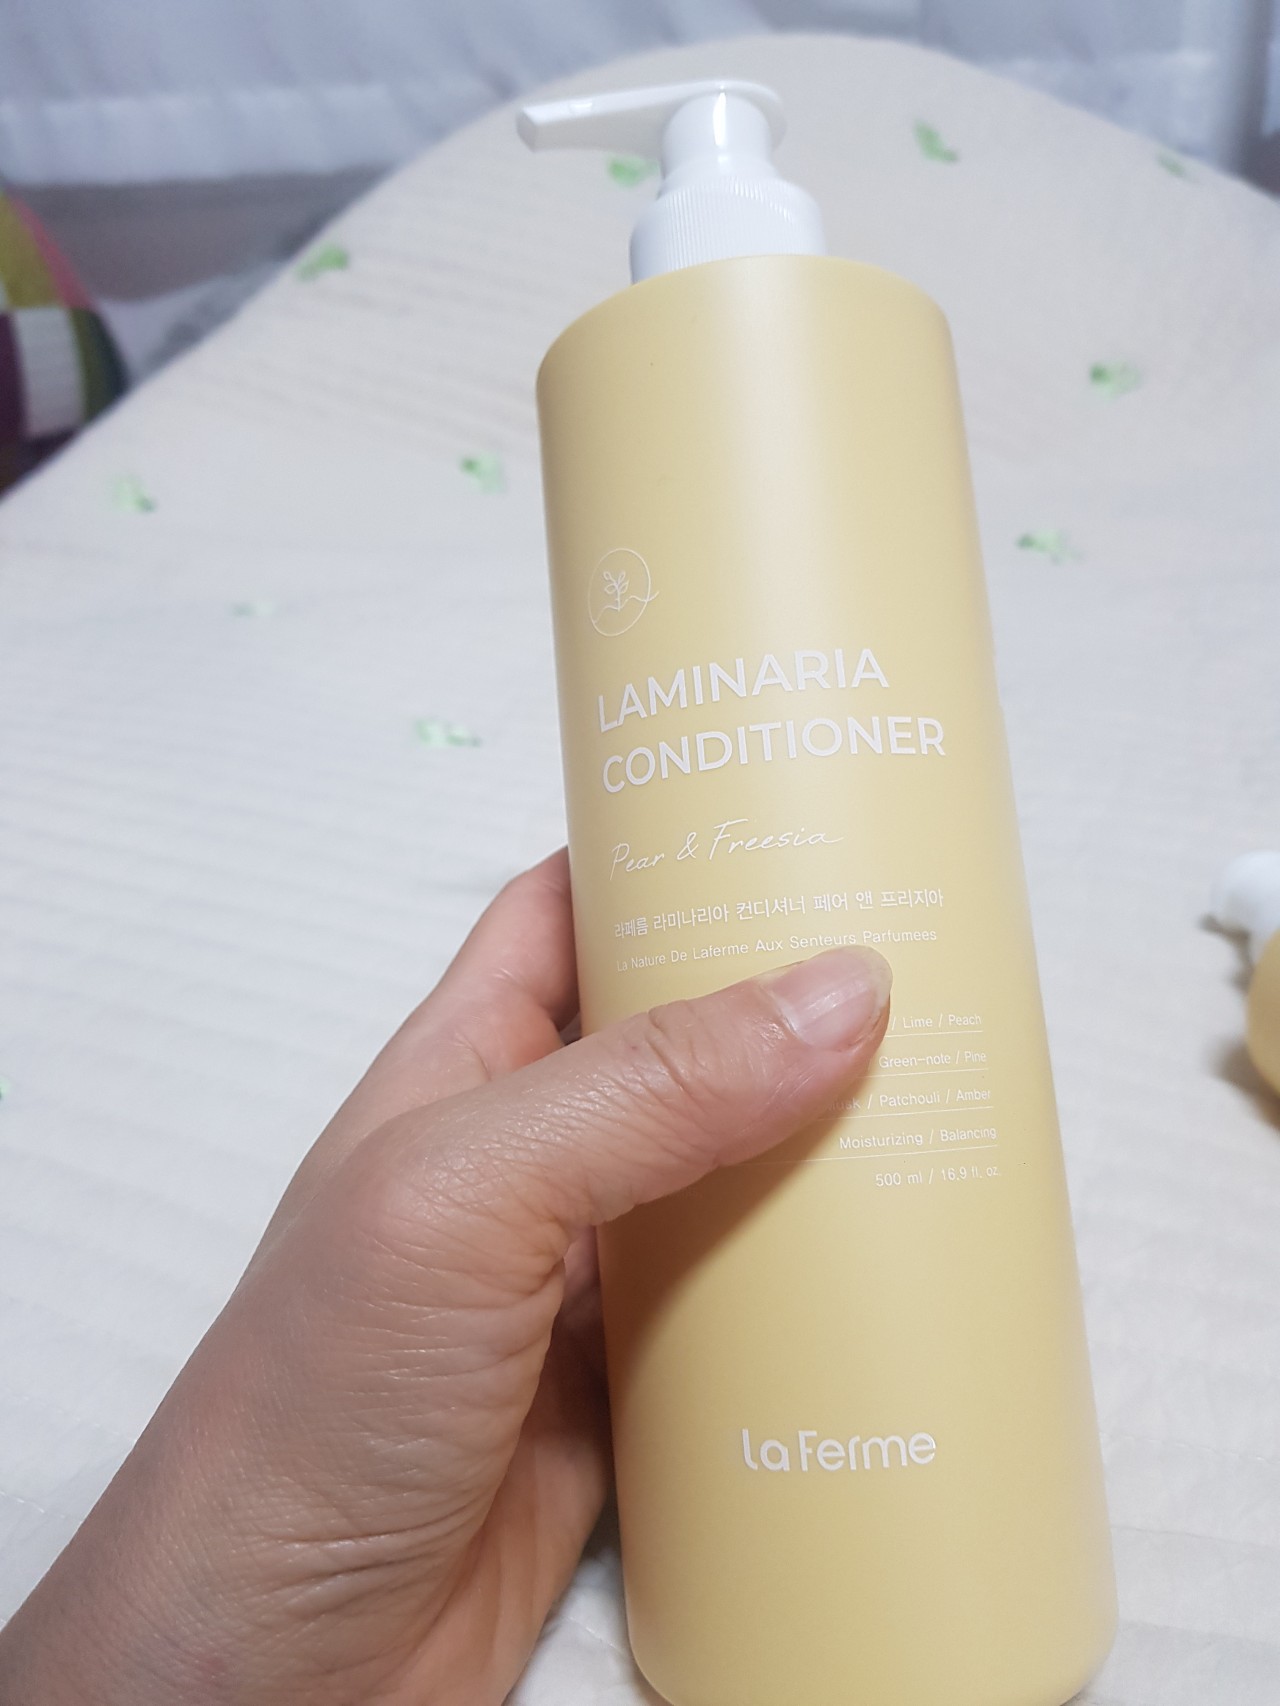 LAMINARIA
CONDITIONER
Pear & Freesia
라페름 라미나리아 컨디셔너 페어 앤 프리지아
La Nature De Laferme Aux Senteurs Parfumees
/ Lime / Peach
Green-note / Pine
Musk / Patchouli / Amber
Moisturizing / Balancing
500 ml / 16.9 fl. oz.
La Ferme